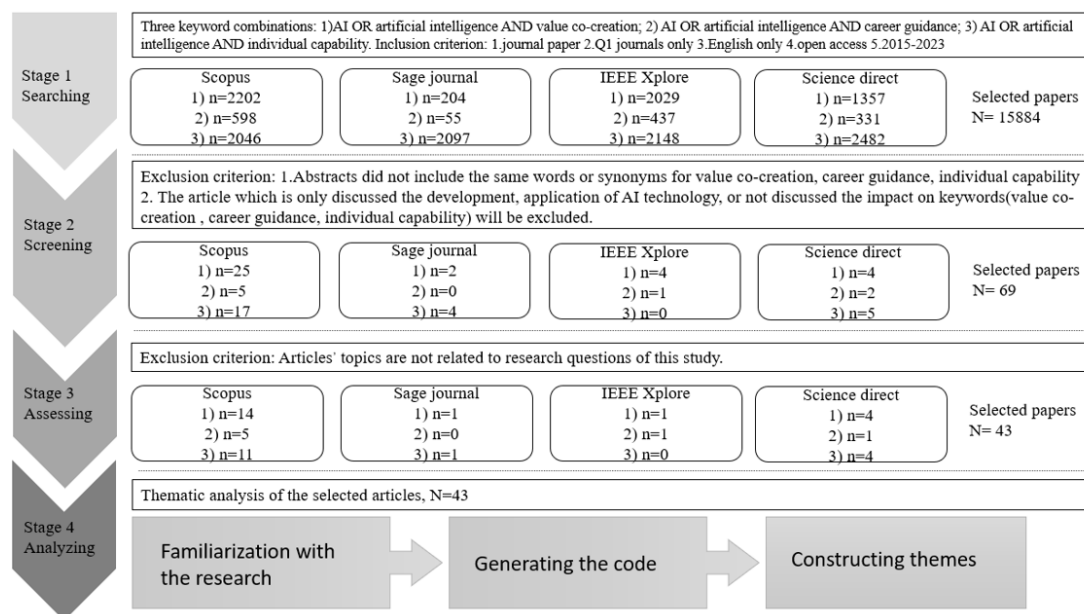 Three keyword combinations: 1)AI OR artificial intelligence AND value co-creation; 2) AI OR artificial intelligence AND career guidance; 3) AI OR artificial
intelligence AND individual capability. Inclusion criterion: 1.journal paper 2.Q1 journals only 3.English only 4.open access 5.2015-2023
Stage 1
Searching
Scopus
1) n=2202
2) n=598
3) n=2046
Sage journal
1) n=204
2) n=55
3) n=2097
IEEE Xplore
1) n=2029
2) n=437
3) n=2148
Science direct
1) n=1357
2) n=331
3) n=2482
Selected papers
N= 15884
Exclusion criterion: 1.Abstracts did not include the same words or synonyms for value co-creation, career guidance, individual capability
2. The article which is only discussed the development, application of AI technology, or not discussed the impact on keywords(value co-
creation , career guidance, individual capability) will be excluded.
Stage 2
Screening
Scopus
1) n=25
2) n=5
3) n=17
Sage journal
1) n=2
2) n=0
3) n=4
IEEE Xplore
1) n=4
2) n=1
3) n=0
Science direct
1) n=4
2) n=2
3) n=5
Selected papers
N= 69
Exclusion criterion: Articles' topics are not related to research questions of this study.
Stage 3
Assessing
Scopus
1) n=14
2) n=5
3) n=11
Sage journal
1) n=1
2) n=0
3) n=1
IEEE Xplore
1) n=1
2) n=1
3) n=0
Science direct
1) n=4
2) n=1
3) n=4
Selected papers
N= 43
Thematic analysis of the selected articles, N=43
Stage 4
Analyzing
Familiarization with
the research
Generating the code
Constructing themes